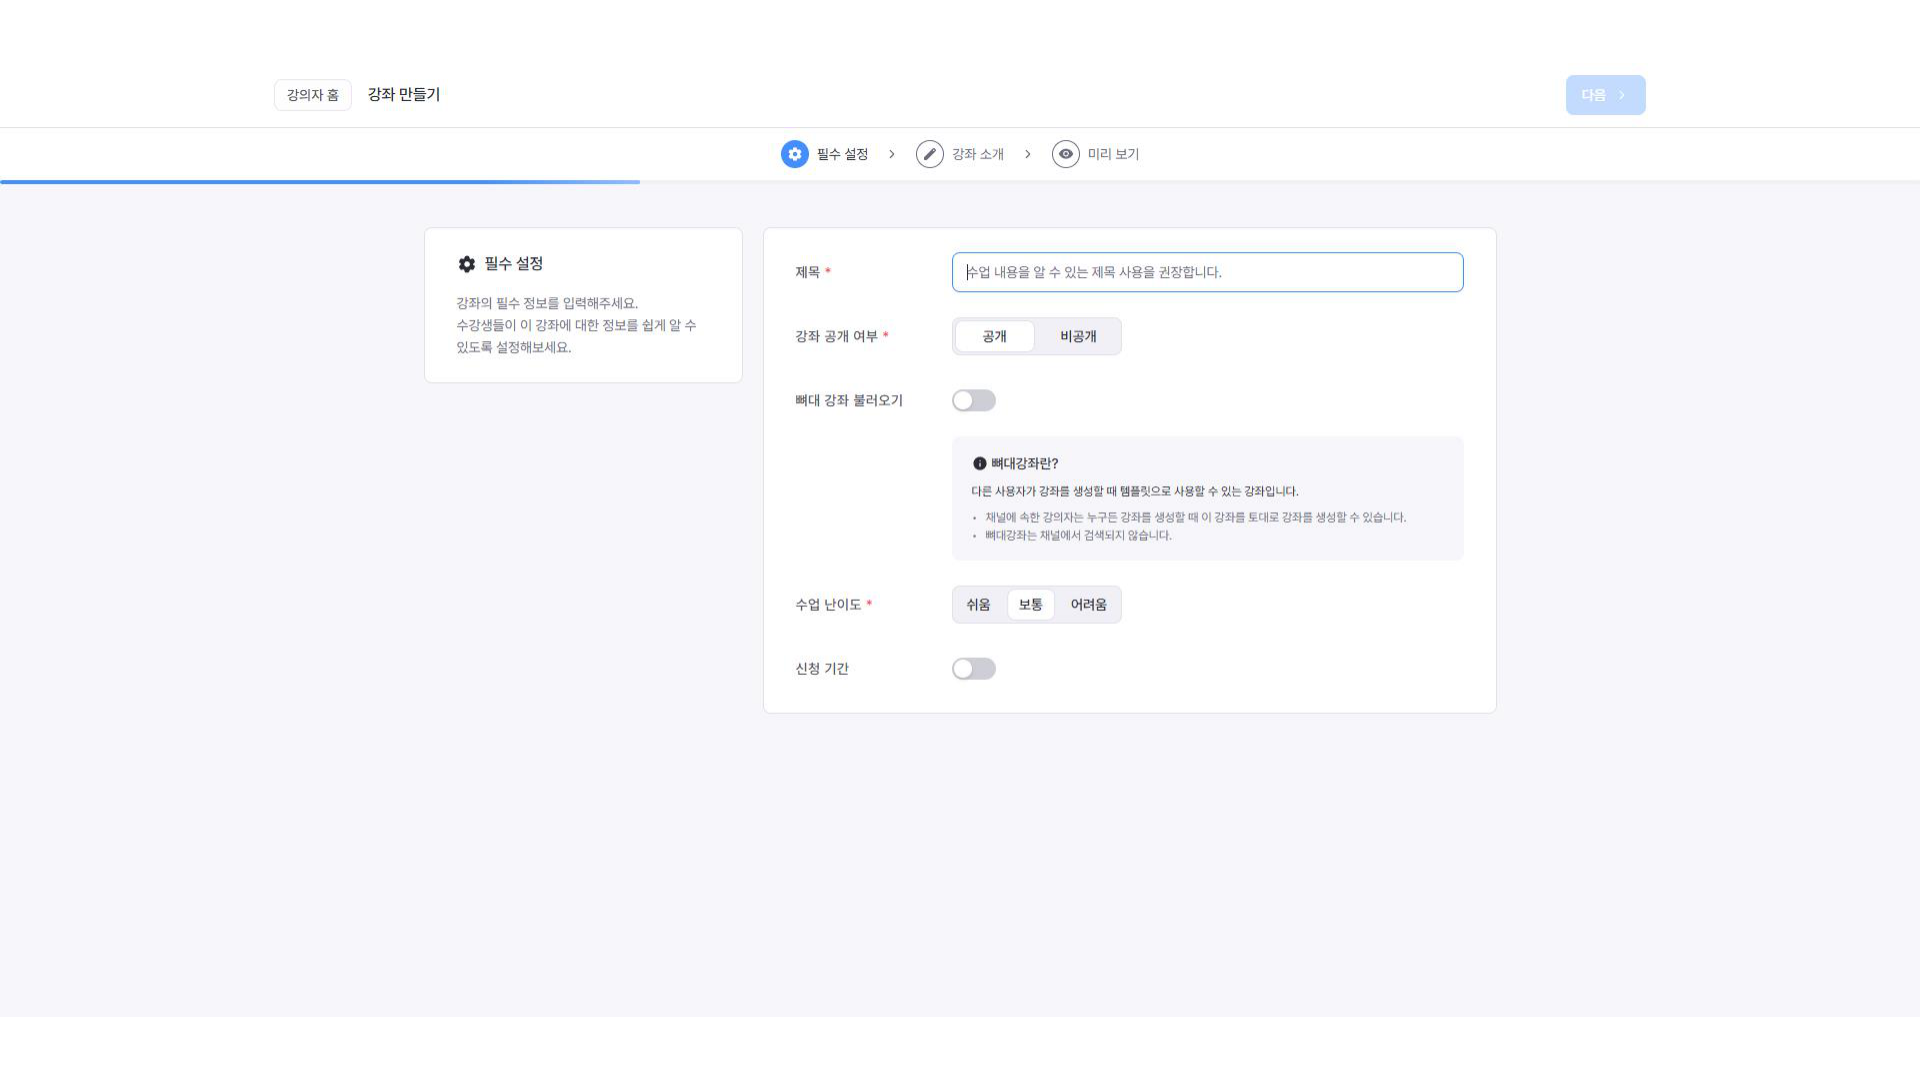 강의자 홈
강좌 만들기
다음
필수 설정
강좌 소개
미리 보기
필수 설정
강좌의 필수 정보를 입력해주세요.
수강생들이 이 강좌에 대한 정보를 쉽게 알 수
있도록 설정해보세요.
제목 *
수업 내용을 알 수 있는 제목 사용을 권장합니다.
강좌 공개 여부 *
공개
비공개
뼈대 강좌 불러오기
뼈대강좌란?
다른 사용자가 강좌를 생성할 때 템플릿으로 사용할 수 있는 강좌입니다.
• 채널에 속한 강의자는 누구든 강좌를 생성할 때 이 강좌를 토대로 강좌를 생성할 수 있습니다.
• 뼈대강좌는 채널에서 검색되지 않습니다.
수업 난이도 *
쉬움
보통
어려움
신청 기간